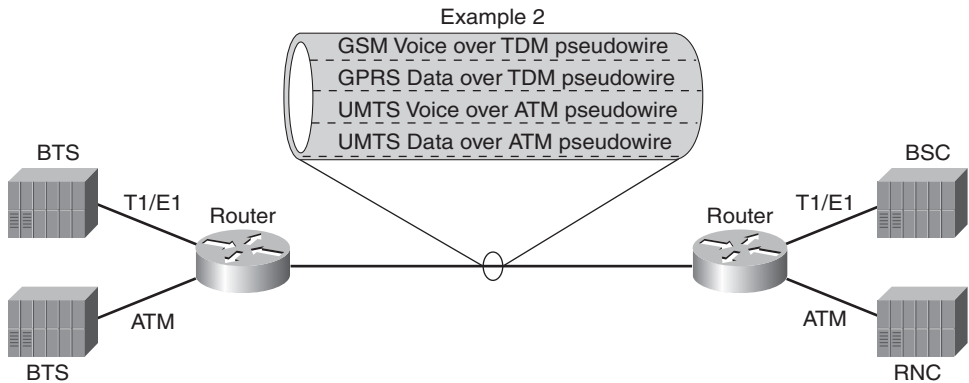 Example 2
GSM Voice over TDM pseudowire
GPRS Data over TDM pseudowire
UMTS Voice over ATM pseudowire
UMTS Data over ATM pseudowire
BTS
BSC
T1/E1
T1/E1
Router
Router
ATM
ATM
BTS
RNC